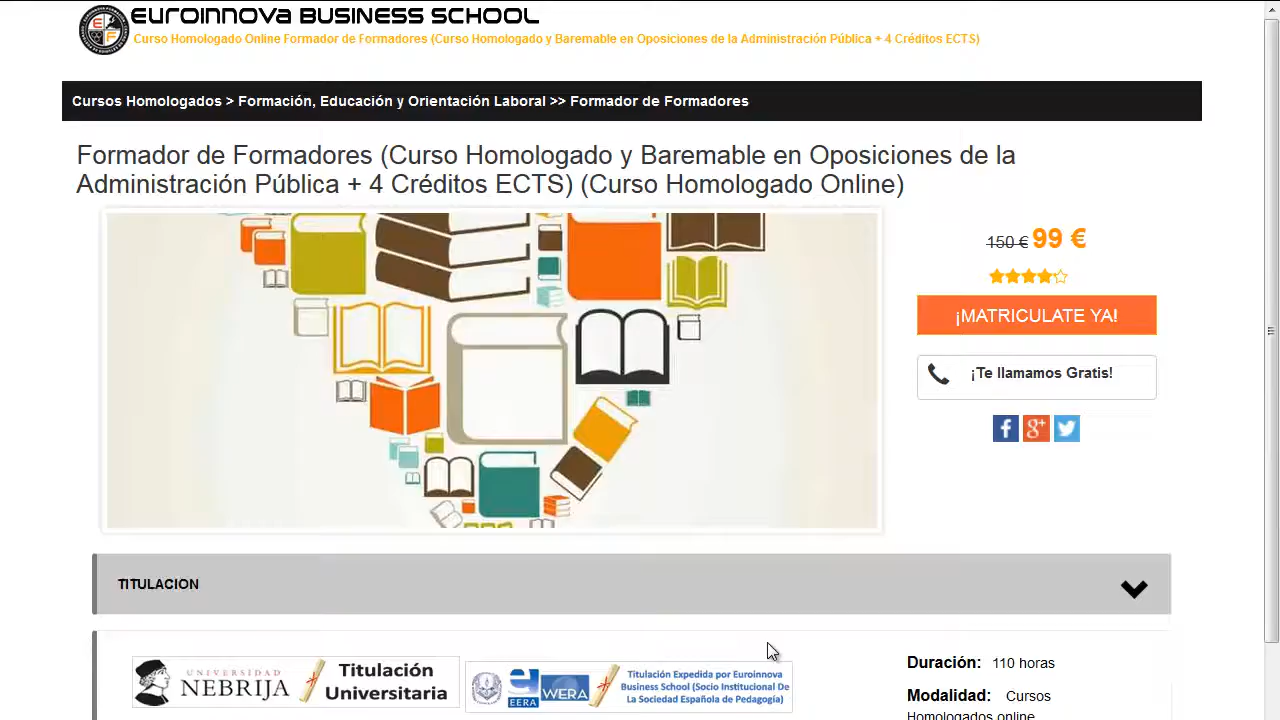 EUROINNOVA BUSINESS SCHOOL
Curso Homologado Online Formador de Formadores (Curso Homologado y Baremable en Oposiciones de la Administración Pública + 4 Créditos ECTS)
Cursos Homologados > Formación, Educación y Orientación Laboral >> Formador de Formadores
Formador de Formadores (Curso Homologado y Baremable en Oposiciones de la
Administración Pública + 4 Créditos ECTS) (Curso Homologado Online)
150 € 99 €
¡MATRICULATE YA!
¡Te llamamos Gratis!
TITULACION
UNIVERSIDAD
NEBRIJA
Titulación
Universitaria
EERA
WERA
Titulación Expedida por Euroinnova
Business School (Socio Institucional De
La Sociedad Española de Pedagogía)
Duración: 110 horas
Modalidad: Cursos
Homologados online